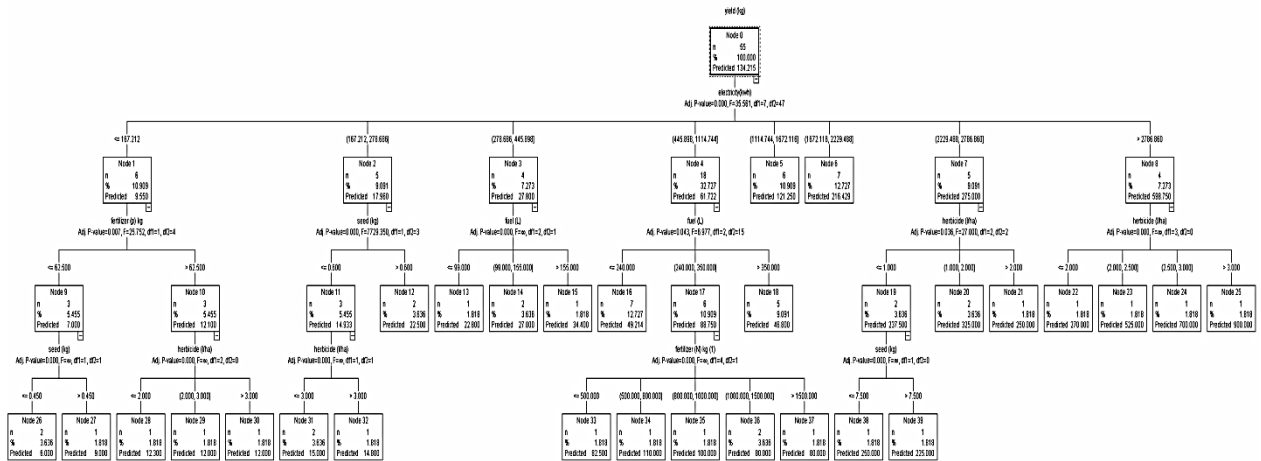 yield (kg)
Node 0
n 55
% 100.000
Predicted 134.215
electricity(kwh)
Adj. P-value=0.000, F=35.561, df1=7, df2=47
<= 167.212
(167.212, 278.686]
(278.686, 445.898]
(445.898, 1114.744]
(1114.744, 1672.116]
(1672.116, 2229.488]
(2229.488, 2786.860]
> 2786.860
Node 1
n 6
% 10.909
Predicted 9.550
Node 2
n 5
% 9.091
Predicted 17.960
Node 3
n 4
% 7.273
Predicted 27.800
Node 4
n 18
% 32.727
Predicted 61.722
Node 5
n 6
% 10.909
Predicted 121.250
Node 6
n 7
% 12.727
Predicted 216.429
Node 7
n 5
% 9.091
Predicted 275.000
Node 8
n 4
% 7.273
Predicted 598.750
fertilizer (p) kg
Adj. P-value=0.007, F=25.752, df1=1, df2=4
seed (kg)
Adj. P-value=0.000, F=7729.350, df1=1, df2=3
fuel (L)
Adj. P-value=0.000, F=∞, df1=2, df2=1
fuel (L)
Adj. P-value=0.043, F=6.977, df1=2, df2=15
herbicide (l/ha)
Adj. P-value=0.036, F=27.000, df1=2, df2=2
herbicide (l/ha)
Adj. P-value=0.000, F=∞, df1=3, df2=0
<= 62.500
> 62.500
<= 0.600
> 0.600
<= 99.000
(99.000, 155.000]
> 155.000
<= 240.000
(240.000, 350.000]
> 350.000
<= 1.000
(1.000, 2.000]
> 2.000
<= 2.000
(2.000, 2.500]
(2.500, 3.000]
> 3.000
Node 9
n 3
% 5.455
Predicted 7.000
Node 10
n 3
% 5.455
Predicted 12.100
Node 11
n 3
% 5.455
Predicted 14.933
Node 12
n 2
% 3.636
Predicted 22.500
Node 13
n 1
% 1.818
Predicted 22.800
Node 14
n 2
% 3.636
Predicted 27.000
Node 15
n 1
% 1.818
Predicted 34.400
Node 16
n 7
% 12.727
Predicted 49.214
Node 17
n 6
% 10.909
Predicted 88.750
Node 18
n 5
% 9.091
Predicted 46.800
Node 19
n 2
% 3.636
Predicted 237.500
Node 20
n 2
% 3.636
Predicted 325.000
Node 21
n 1
% 1.818
Predicted 250.000
Node 22
n 1
% 1.818
Predicted 270.000
Node 23
n 1
% 1.818
Predicted 525.000
Node 24
n 1
% 1.818
Predicted 700.000
Node 25
n 1
% 1.818
Predicted 900.000
seed (kg)
Adj. P-value=0.000, F=∞, df1=1, df2=1
herbicide (l/ha)
Adj. P-value=0.000, F=∞, df1=2, df2=0
herbicide (l/ha)
Adj. P-value=0.000, F=∞, df1=1, df2=1
fertilizer (N) kg (1)
Adj. P-value=0.000, F=∞, df1=4, df2=1
seed (kg)
Adj. P-value=0.000, F=∞, df1=1, df2=0
<= 0.450
> 0.450
<= 2.000
(2.000, 3.000]
> 3.000
<= 3.000
> 3.000
<= 500.000
(500.000, 800.000]
(800.000, 1000.000]
(1000.000, 1500.000]
> 1500.000
<= 7.500
> 7.500
Node 26
n 2
% 3.636
Predicted 6.000
Node 27
n 1
% 1.818
Predicted 9.000
Node 28
n 1
% 1.818
Predicted 12.300
Node 29
n 1
% 1.818
Predicted 12.000
Node 30
n 1
% 1.818
Predicted 12.000
Node 31
n 2
% 3.636
Predicted 15.000
Node 32
n 1
% 1.818
Predicted 14.800
Node 33
n 1
% 1.818
Predicted 82.500
Node 34
n 1
% 1.818
Predicted 110.000
Node 35
n 1
% 1.818
Predicted 100.000
Node 36
n 2
% 3.636
Predicted 80.000
Node 37
n 1
% 1.818
Predicted 80.000
Node 38
n 1
% 1.818
Predicted 250.000
Node 39
n 1
% 1.818
Predicted 225.000